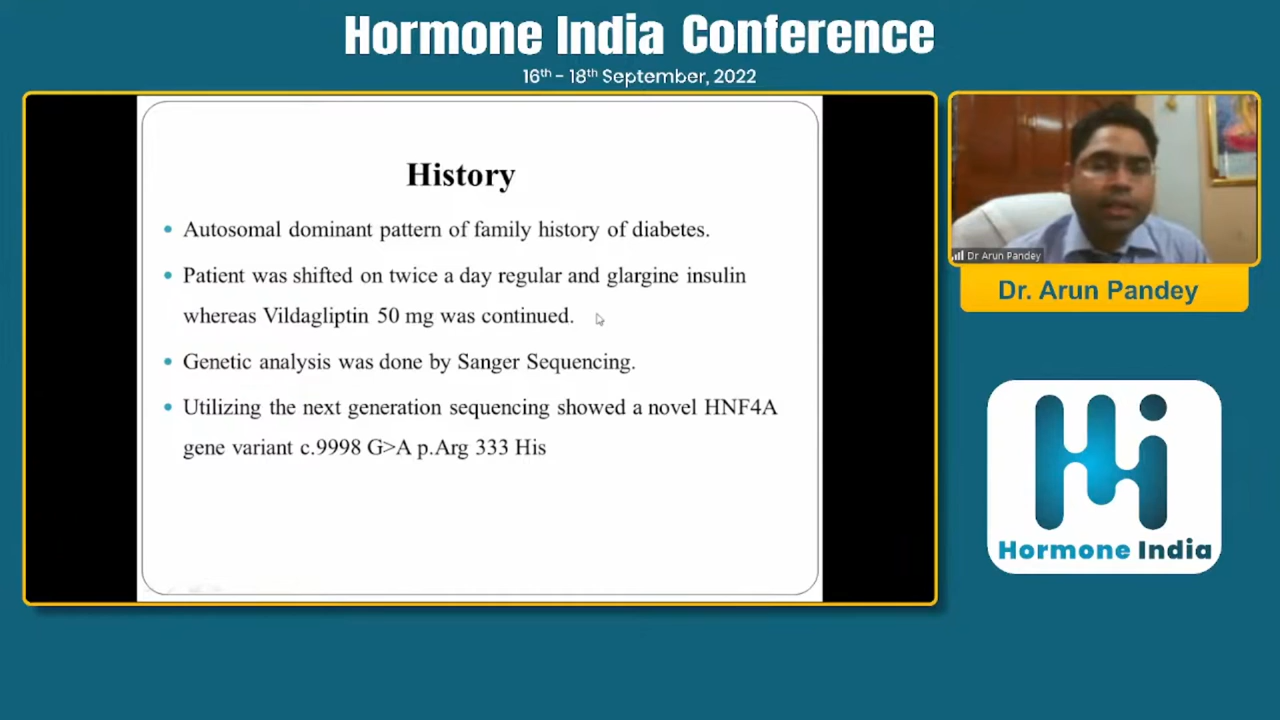 Hormone India Conference
16th - 18th September, 2022
History
Autosomal dominant pattern of family history of diabetes.
Patient was shifted on twice a day regular and glargine insulin
whereas Vildagliptin 50 mg was continued.
Genetic analysis was done by Sanger Sequencing.
Utilizing the next generation sequencing showed a novel HNF4A
gene variant c.9998 G>A p.Arg 333 His
Dr Arun Pandey
Dr. Arun Pandey
Hi
Hormone India